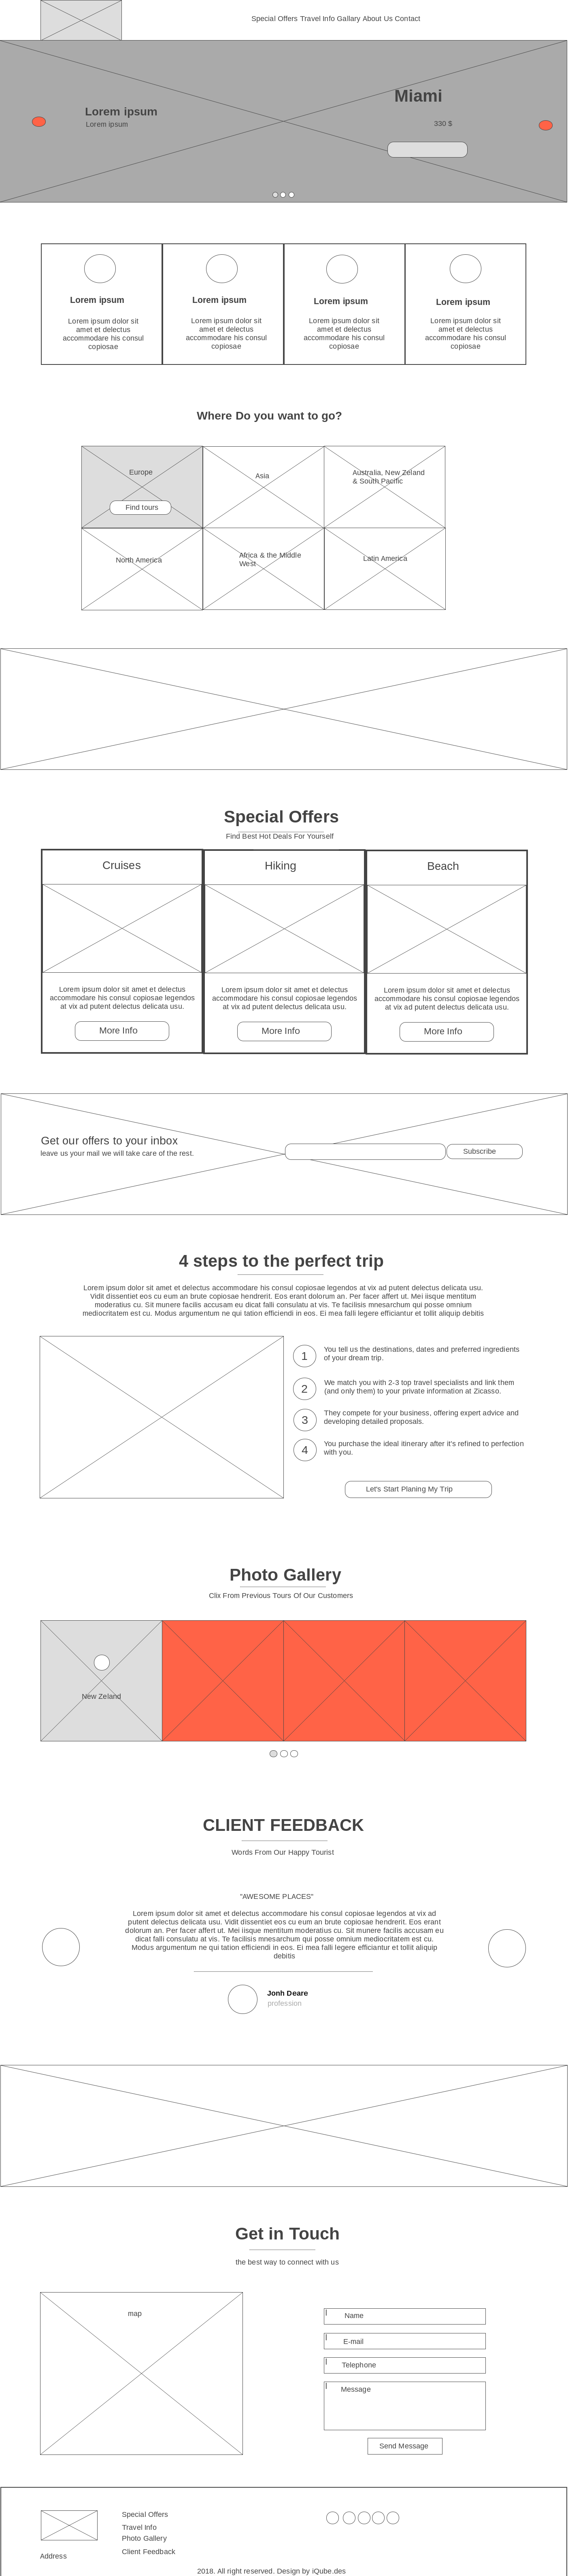 Special Offers Travel Info Gallary About Us Contact
Lorem ipsum
Lorem ipsum
Miami
330 $
Lorem ipsum
Lorem ipsum dolor sit
amet et delectus
accommodare his consul
copiosae
Lorem ipsum
Lorem ipsum dolor sit
amet et delectus
accommodare his consul
copiosae
Lorem ipsum
Lorem ipsum dolor sit
amet et delectus
accommodare his consul
copiosae
Lorem ipsum
Lorem ipsum dolor sit
amet et delectus
accommodare his consul
copiosae
Where Do you want to go?
Europe
Find tours
Asia
Australia, New Zeland
& South Pacific
North America
Africa & the Middle
West
Latin America
Special Offers
Find Best Hot Deals For Yourself
Cruises
Lorem ipsum dolor sit amet et delectus
accommodare his consul copiosae legendos
at vix ad putent delectus delicata usu.
More Info
Hiking
Lorem ipsum dolor sit amet et delectus
accommodare his consul copiosae legendos
at vix ad putent delectus delicata usu.
More Info
Beach
Lorem ipsum dolor sit amet et delectus
accommodare his consul copiosae legendos
at vix ad putent delectus delicata usu.
More Info
Get our offers to your inbox
leave us your mail we will take care of the rest.
Subscribe
4 steps to the perfect trip
Lorem ipsum dolor sit amet et delectus accommodare his consul copiosae legendos at vix ad putent delectus delicata usu.
Vidit dissentiet eos cu eum an brute copiosae hendrerit. Eos erant dolorum an. Per facer affert ut. Mei iisque mentitum
moderatius cu. Sit munere facilis accusam eu dicat falli consulatu at vis. Te facilisis mnesarchum qui posse omnium
mediocritatem est cu. Modus argumentum ne qui tation efficiendi in eos. Ei mea falli legere efficiantur et tollit aliquip debitis
1
You tell us the destinations, dates and preferred ingredients
of your dream trip.
2
We match you with 2-3 top travel specialists and link them
(and only them) to your private information at Zicasso.
3
They compete for your business, offering expert advice and
developing detailed proposals.
4
You purchase the ideal itinerary after it's refined to perfection
with you.
Let's Start Planing My Trip
Photo Gallery
Clix From Previous Tours Of Our Customers
New Zeland
CLIENT FEEDBACK
Words From Our Happy Tourist
"AWESOME PLACES"
Lorem ipsum dolor sit amet et delectus accommodare his consul copiosae legendos at vix ad
putent delectus delicata usu. Vidit dissentiet eos cu eum an brute copiosae hendrerit. Eos erant
dolorum an. Per facer affert ut. Mei iisque mentitum moderatius cu. Sit munere facilis accusam eu
dicat falli consulatu at vis. Te facilisis mnesarchum qui posse omnium mediocritatem est cu.
Modus argumentum ne qui tation efficiendi in eos. Ei mea falli legere efficiantur et tollit aliquip
debitis
Jonh Deare
profession
Get in Touch
the best way to connect with us
map
Name
E-mail
Telephone
Message
Send Message
Address
Special Offers
Travel Info
Photo Gallery
Client Feedback
2018. All right reserved. Design by iQube.des